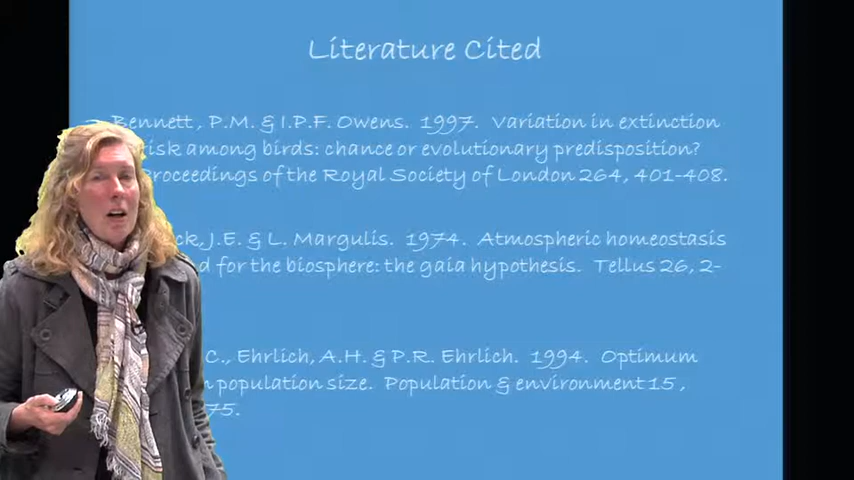 Literature Cited
Bennett, P.M. & I.P.F. Owens. 1997. Variation in extinction
isk among birds: chance or evolutionary predisposition?
Proceedings of the Royal Society of London 264, 401-408.
ck, J.E. & L. Margulis. 1974. Atmospheric homeostasis
d for the biosphere: the gaia hypothesis. Tellus 26, 2-
C., Ehrlich, A.H. & P.R. Ehrlich. 1994. Optimum
n population size. Population & environment 15,
75.